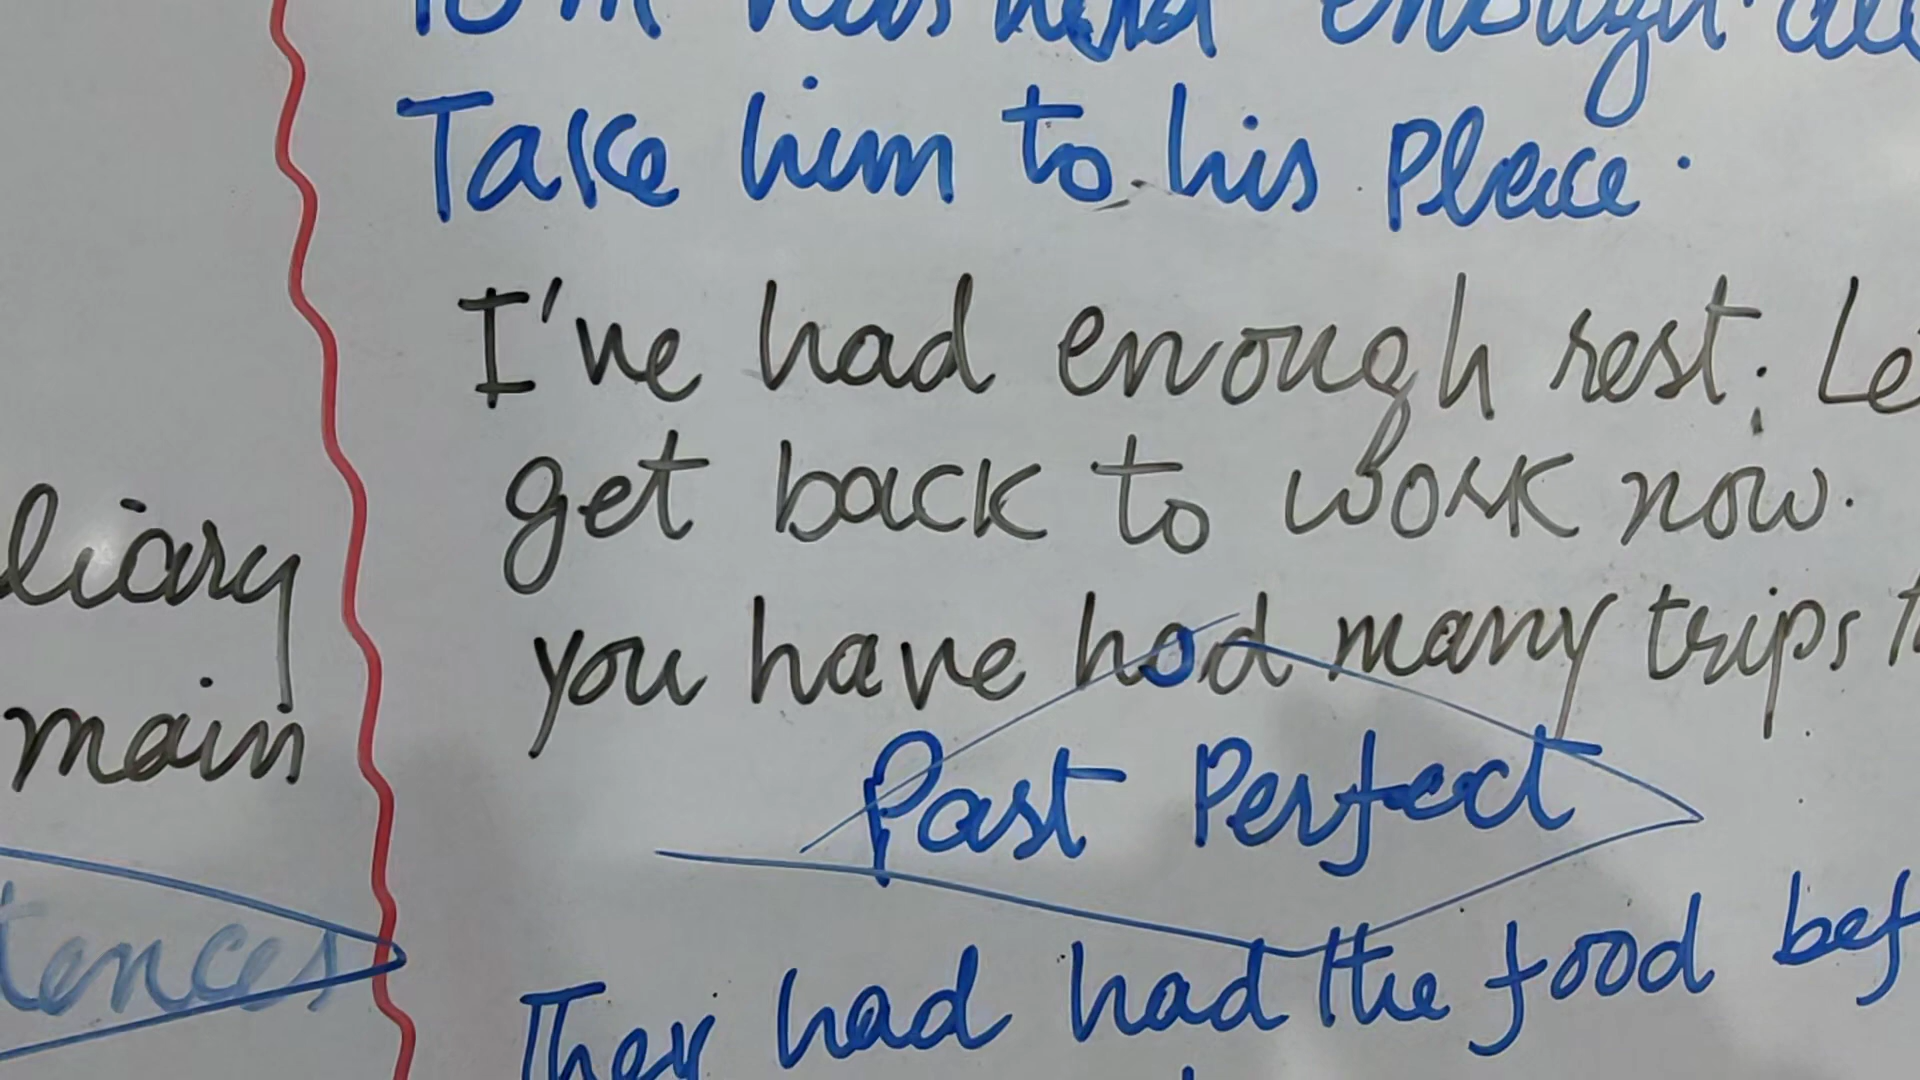 enough
Take him to his Place.
I've had enough rest. Le
get back to work now.
you have had many trips t
Past Perfect
They had had the food bef
liary
main
tences